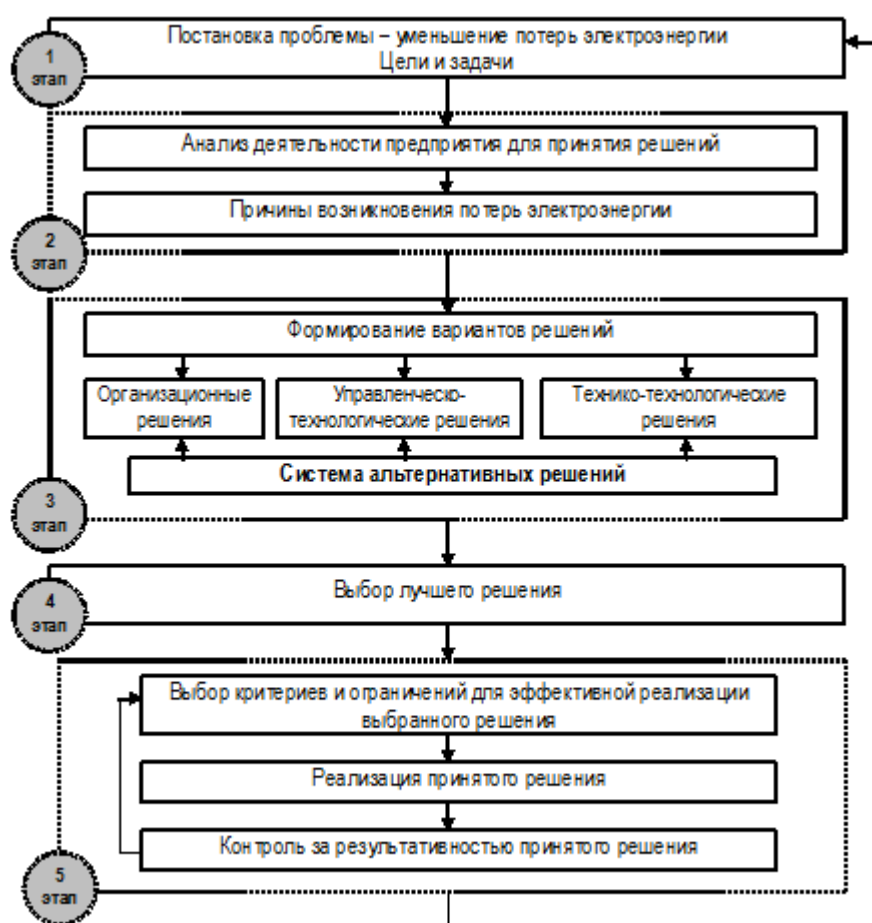 1
этап
Постановка проблемы – уменьшение потерь электроэнергии
Цели и задачи
Анализ деятельности предприятия для принятия решений
Причины возникновения потерь электроэнергии
2
этап
Формирование вариантов решений
Организационные
решения
Управленческо-
технологические решения
Технико-технологические
решения
Система альтернативных решений
3
этап
4
этап
Выбор лучшего решения
Выбор критериев и ограничений для эффективной реализации
выбранного решения
Реализация принятого решения
Контроль за результативностью принятого решения
5
этап